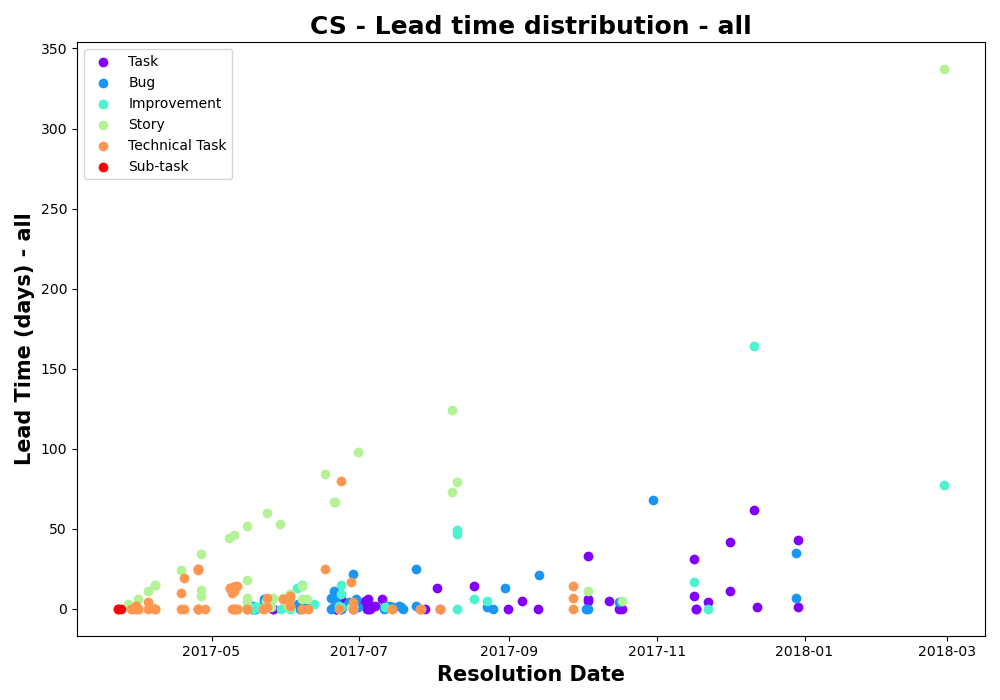 CS - Lead time distribution - all
Task
Bug
Improvement
Story
Technical Task
Sub-task
Lead Time (days) - all
350
300
250
200
150
100
50
0
2017-05 2017-07 2017-09 2017-11 2018-01 2018-03
Resolution Date